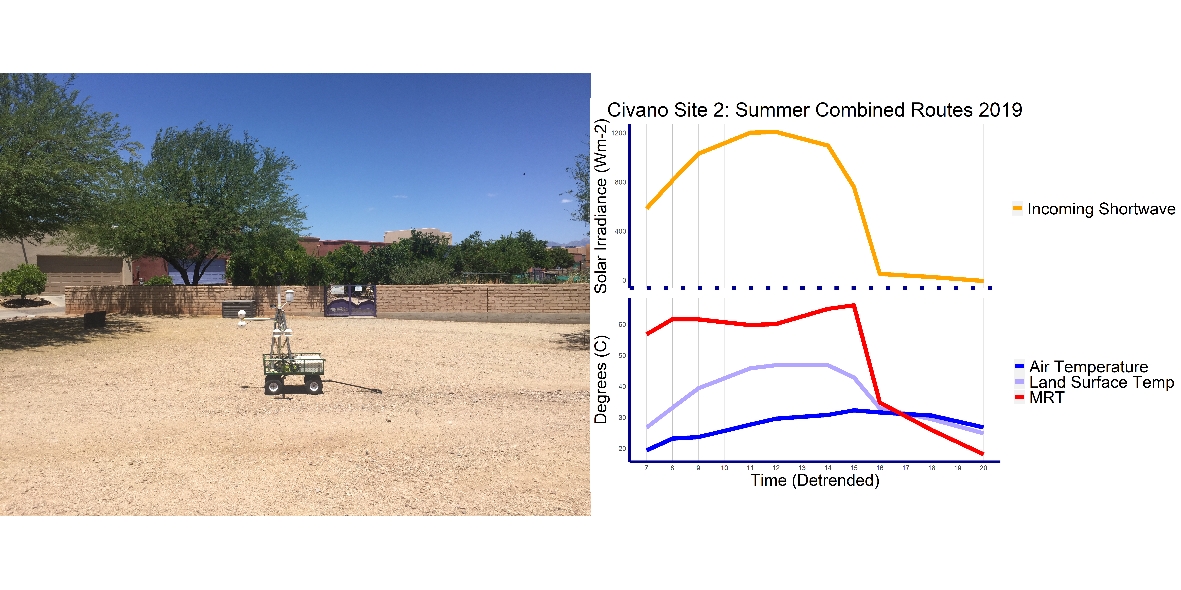 Civano Site 2: Summer Combined Routes 2019
Solar Irradiance (Wm-2)
1200
800
400
0
Incoming Shortwave
Degrees (C)
60
50
40
30
20
Air Temperature
Land Surface Temp
MRT
7 8 9 10 11 12 13 14 15 16 17 18 19 20
Time (Detrended)